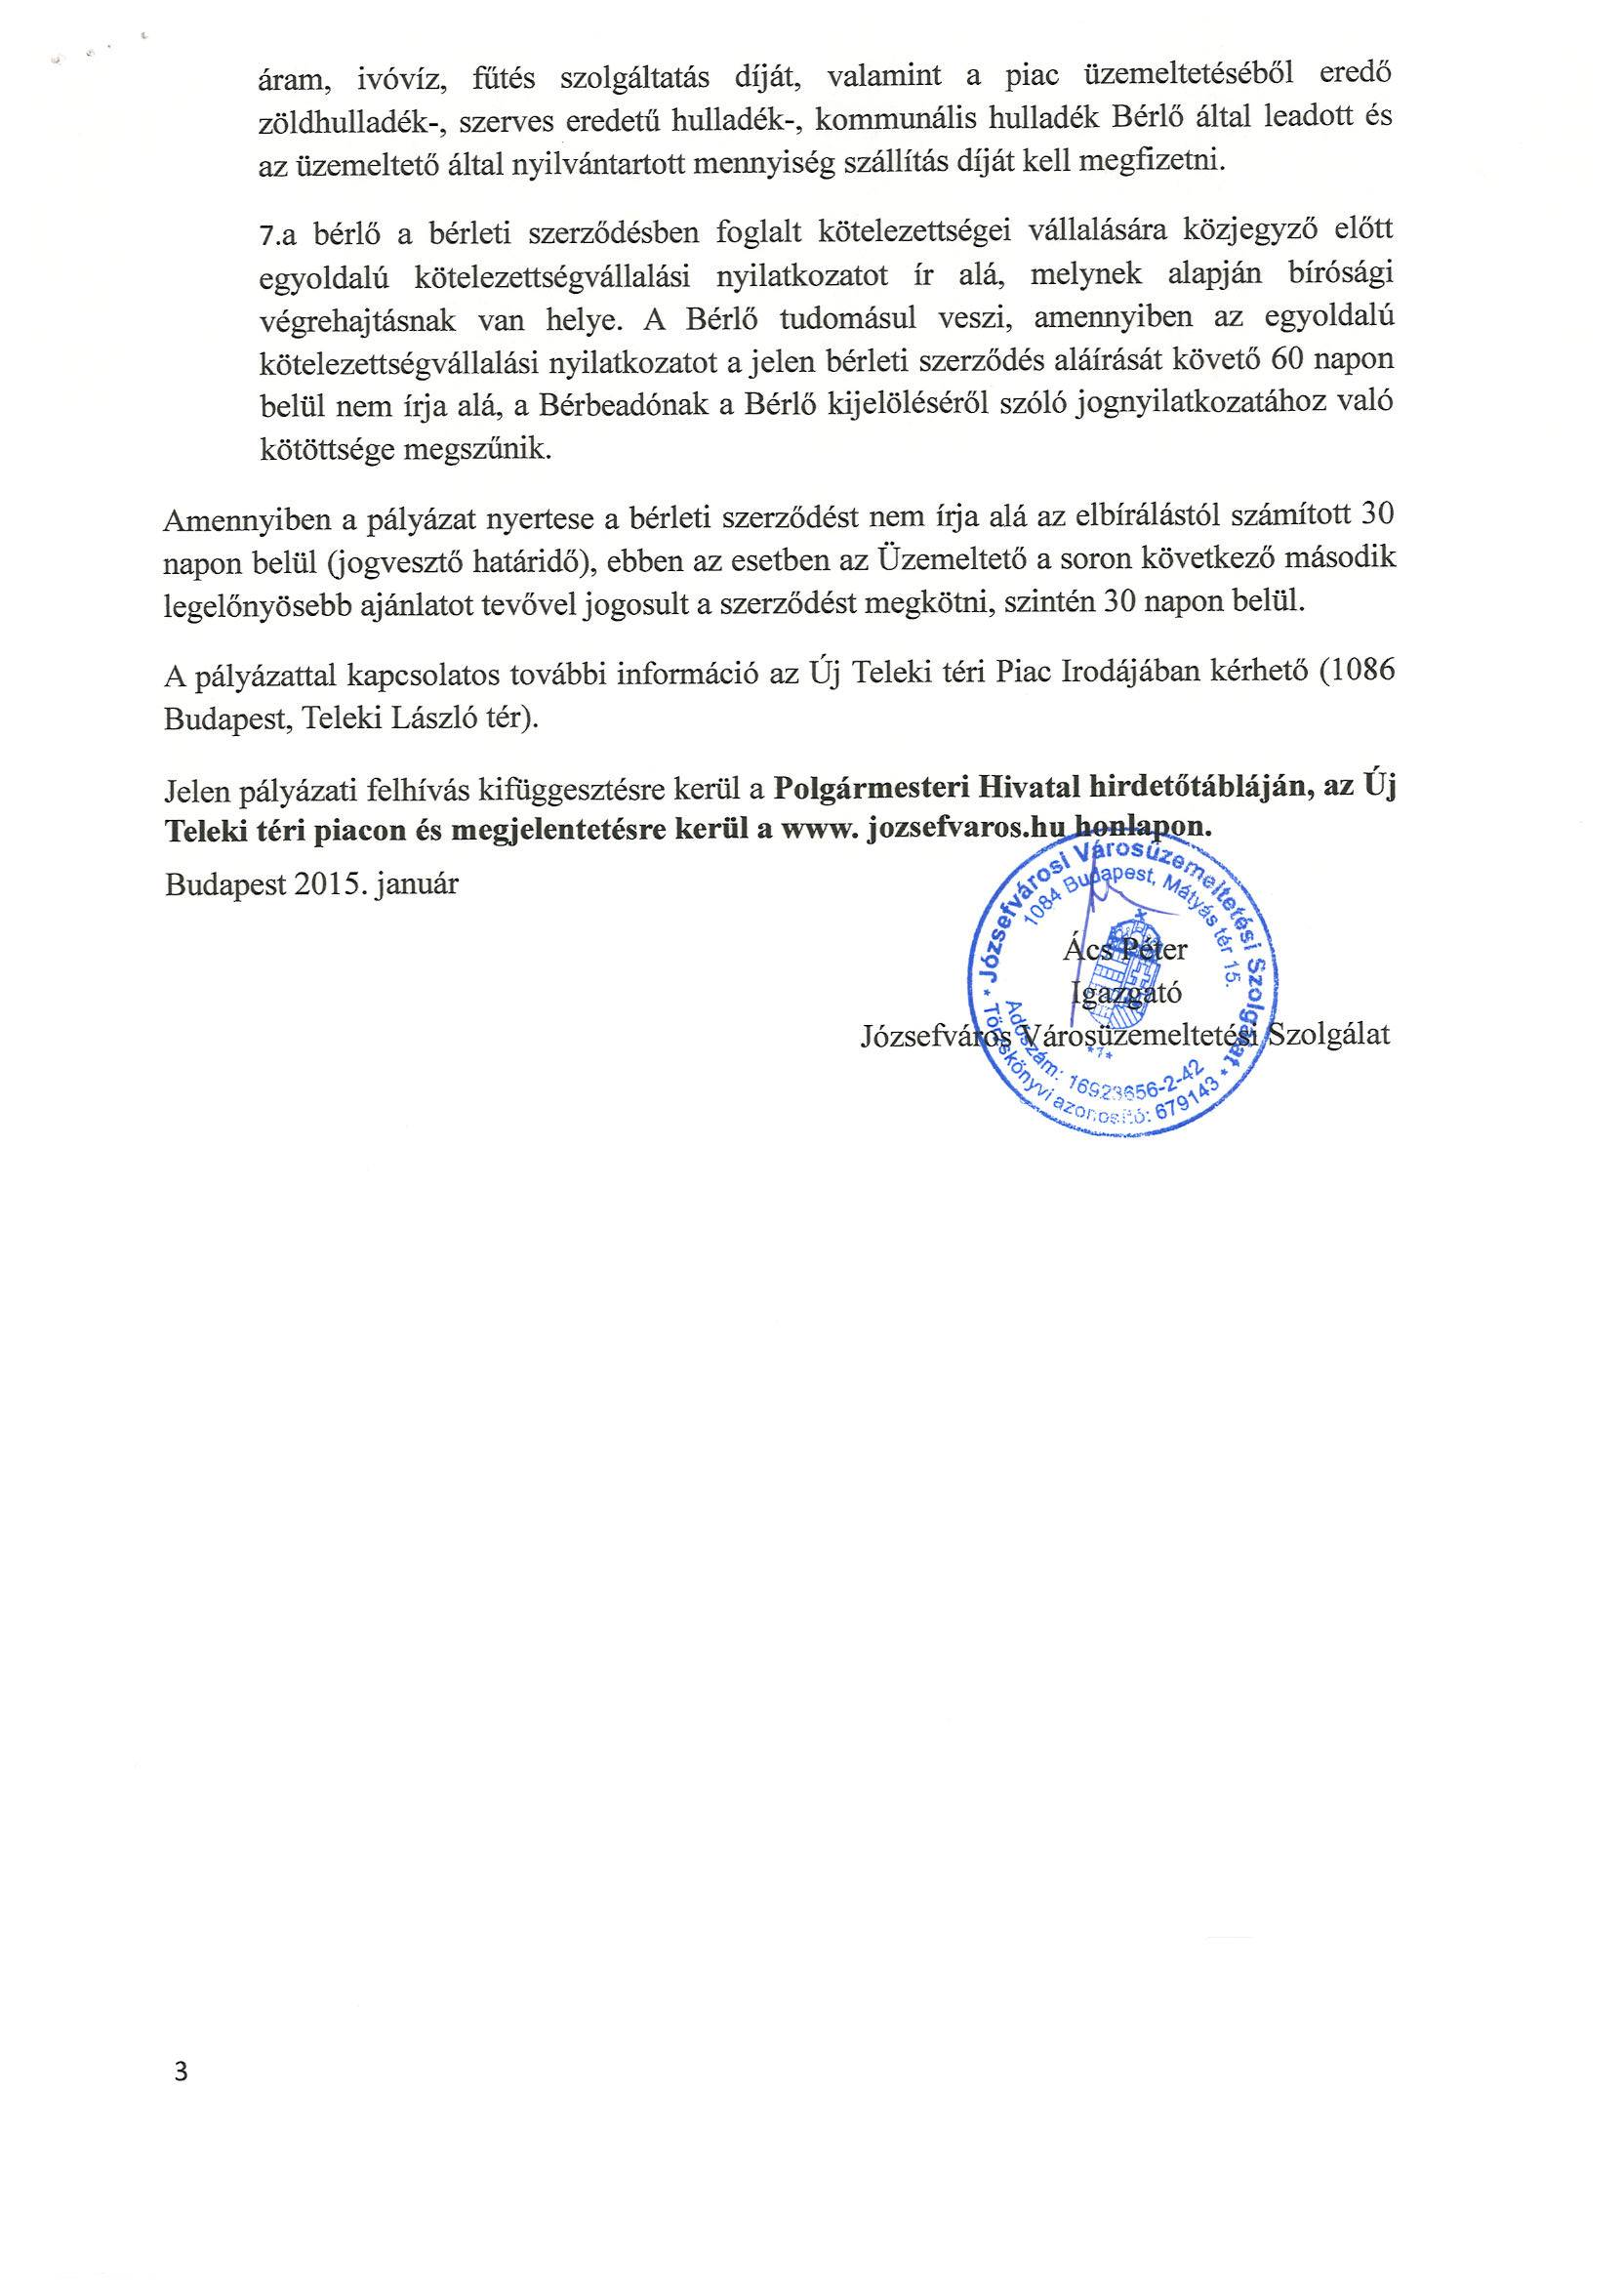 áram, ivóvíz, fűtés szolgáltatás díját, valamint a piac üzemeltetéséből eredő
zöldhulladék-, szerves eredetű hulladék-, kommunális hulladék Bérlő által leadott és
az üzemeltető által nyilvántartott mennyiség szállítás díját kell megfizetni.
7.a bérlő a bérleti szerződésben foglalt kötelezettségei vállalására közjegyző előtt
egyoldalú kötelezettségvállalási nyilatkozatot ír alá, melynek alapján bírósági
végrehajtásnak van helye. A Bérlő tudomásul veszi, amennyiben az egyoldalú
kötelezettségvállalási nyilatkozatot a jelen bérleti szerződés aláírását követő 60 napon
belül nem írja alá, a Bérbeadónak a Bérlő kijelöléséről szóló jognyilatkozatához való
kötöttsége megszűnik.
Amennyiben a pályázat nyertese a bérleti szerződést nem írja alá az elbírálástól számított 30
napon belül (jogvesztő határidő), ebben az esetben az Üzemeltető a soron következő második
legelőnyösebb ajánlatot tevővel jogosult a szerződést megkötni, szintén 30 napon belül.
A pályázattal kapcsolatos további információ az Új Teleki téri Piac Irodájában kérhető (1086
Budapest, Teleki László tér).
Jelen pályázati felhívás kifüggesztésre kerül a Polgármesteri Hivatal hirdetőtábláján, az Új
Teleki téri piacon és megjelentetésre kerül a www. jozsefvaros.hu honlapon.
Budapest 2015. január
Ács Péter
Igazgató
Józsefváros Városüzemeltetési Szolgálat
* Józsefvárosi Városüzemeltetési Szolgálat *
1084 Budapest, Mátyás tér 15.
*7*
Adószám: 16923656-2-42
Törzskönyvi azonosító: 679143
3